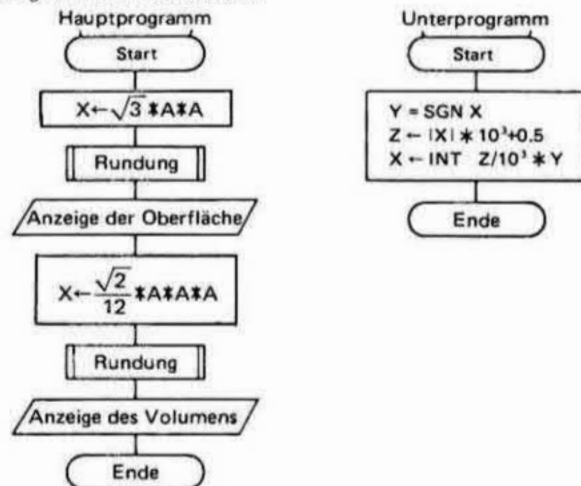 Hauptprogramm
Start
X←√3 *A*A
Rundung
Anzeige der Oberfläche
X←√2/12 *A*A*A
Rundung
Anzeige des Volumens
Ende
Unterprogramm
Start
Y = SGN X
Z ← |X| * 10³+0.5
X ← INT Z/10³ * Y
Ende